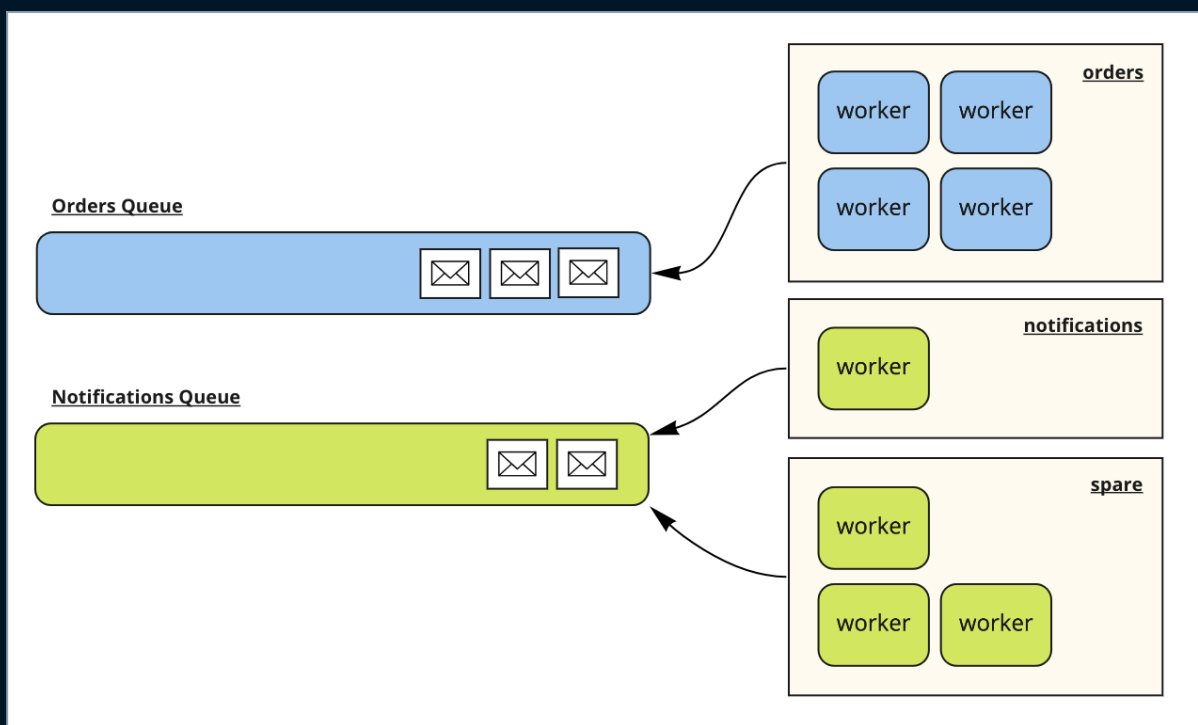 orders
worker worker
worker worker
Orders Queue
notifications
worker
Notifications Queue
spare
worker
worker worker